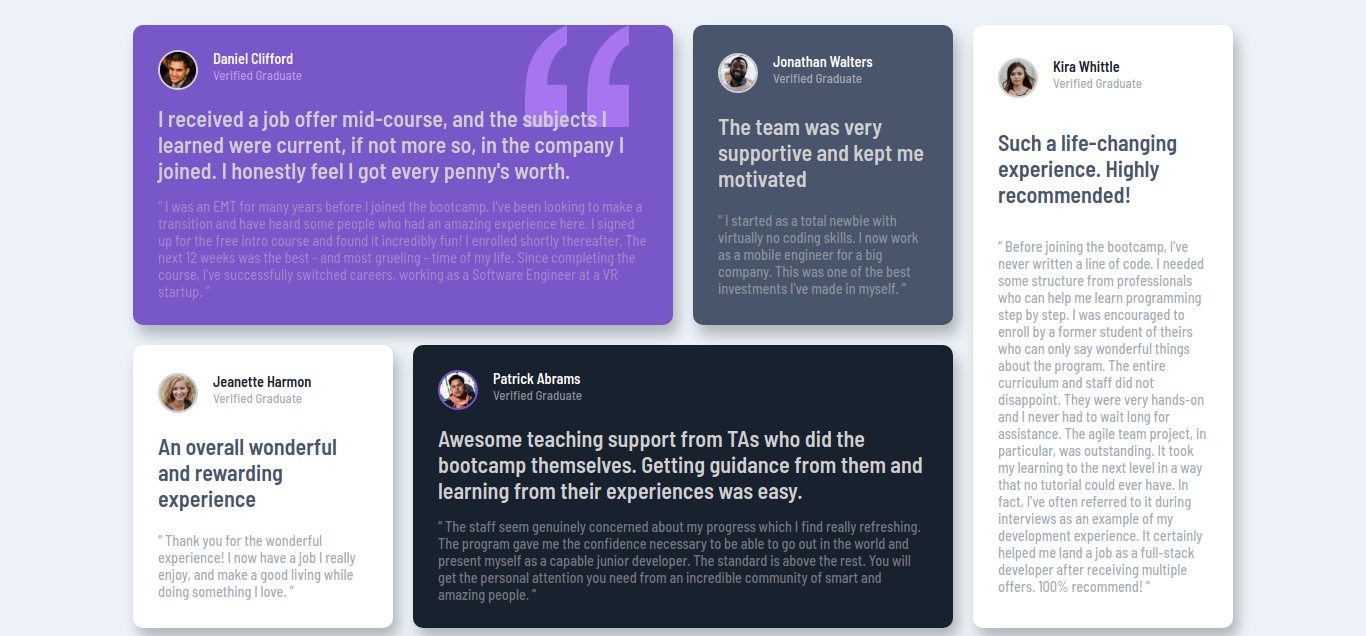 Daniel Clifford
Verified Graduate
I received a job offer mid-course, and the subjects I
learned were current, if not more so, in the company I
joined. I honestly feel I got every penny's worth.
“ I was an EMT for many years before I joined the bootcamp. I've been looking to make a
transition and have heard some people who had an amazing experience here. I signed
up for the free intro course and found it incredibly fun! I enrolled shortly thereafter. The
next 12 weeks was the best - and most grueling - time of my life. Since completing the
course, I've successfully switched careers, working as a Software Engineer at a VR
startup. ”
Jonathan Walters
Verified Graduate
The team was very
supportive and kept me
motivated
“ I started as a total newbie with
virtually no coding skills. I now work
as a mobile engineer for a big
company. This was one of the best
investments I've made in myself. ”
Kira Whittle
Verified Graduate
Such a life-changing
experience. Highly
recommended!
“ Before joining the bootcamp, I've
never written a line of code. I needed
some structure from professionals
who can help me learn programming
step by step. I was encouraged to
enroll by a former student of theirs
who can only say wonderful things
about the program. The entire
curriculum and staff did not
disappoint. They were very hands-on
and I never had to wait long for
assistance. The agile team project, in
particular, was outstanding. It took
my learning to the next level in a way
that no tutorial could ever have. In
fact, I've often referred to it during
interviews as an example of my
development experience. It certainly
helped me land a job as a full-stack
developer after receiving multiple
offers. 100% recommend! ”
Jeanette Harmon
Verified Graduate
An overall wonderful
and rewarding
experience
“ Thank you for the wonderful
experience! I now have a job I really
enjoy, and make a good living while
doing something I love. ”
Patrick Abrams
Verified Graduate
Awesome teaching support from TAs who did the
bootcamp themselves. Getting guidance from them and
learning from their experiences was easy.
“ The staff seem genuinely concerned about my progress which I find really refreshing.
The program gave me the confidence necessary to be able to go out in the world and
present myself as a capable junior developer. The standard is above the rest. You will
get the personal attention you need from an incredible community of smart and
amazing people. ”